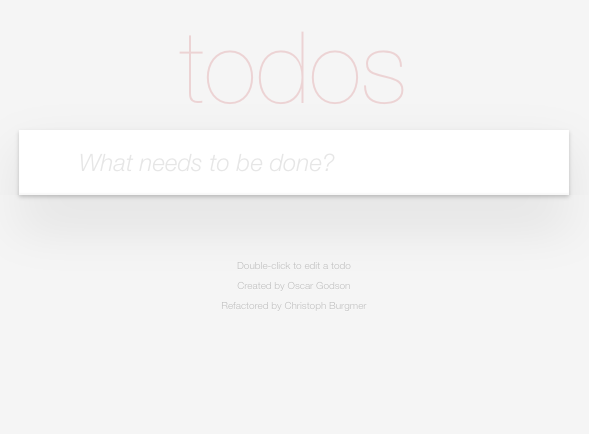 todos
What needs to be done?
Double-click to edit a todo
Created by Oscar Godson
Refactored by Christoph Burgmer